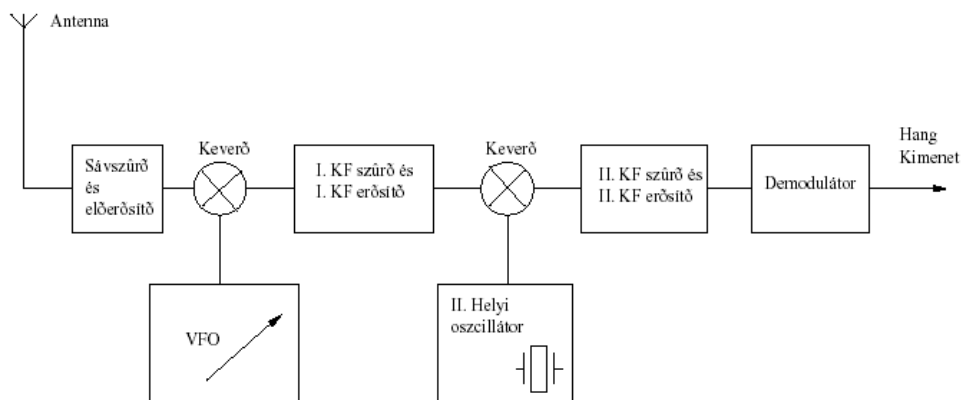 Antenna
Sávszûrõ
és
elõerõsítõ
Keverõ
I. KF szûrõ és
I. KF erõsítõ
Keverõ
II. KF szûrõ és
II. KF erõsítõ
Demodulátor
Hang
Kimenet
VFO
II. Helyi
oszcillátor